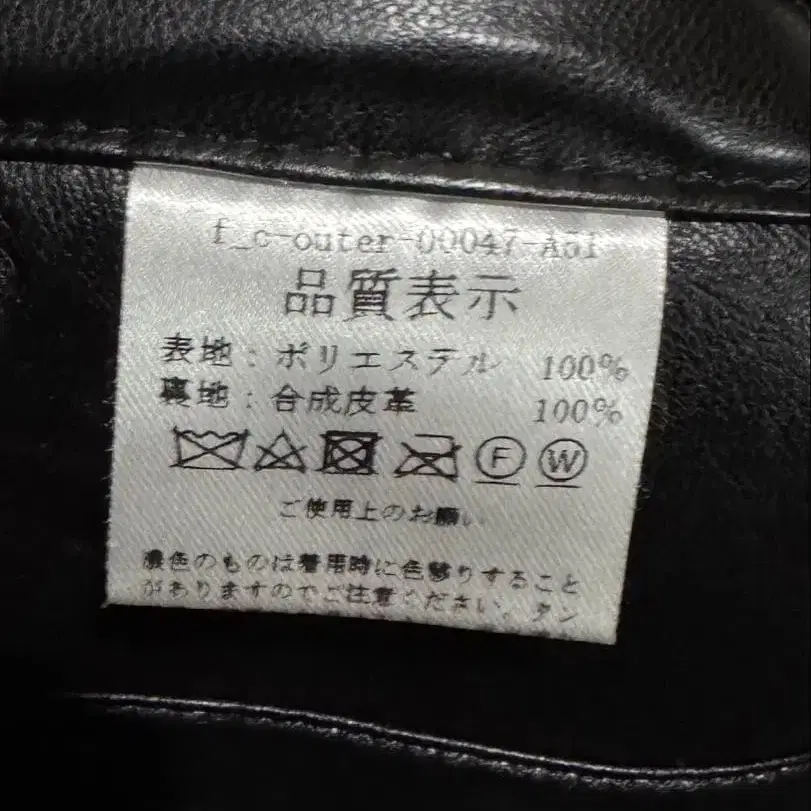 f_c-outer-00047-A51
品質表示
表地：ポリエステル 100%
裏地：合成皮革 100%
F W
ご使用上のお願い
濃色のものは着用時に色移りすること
がありますのでご注意ください。タン